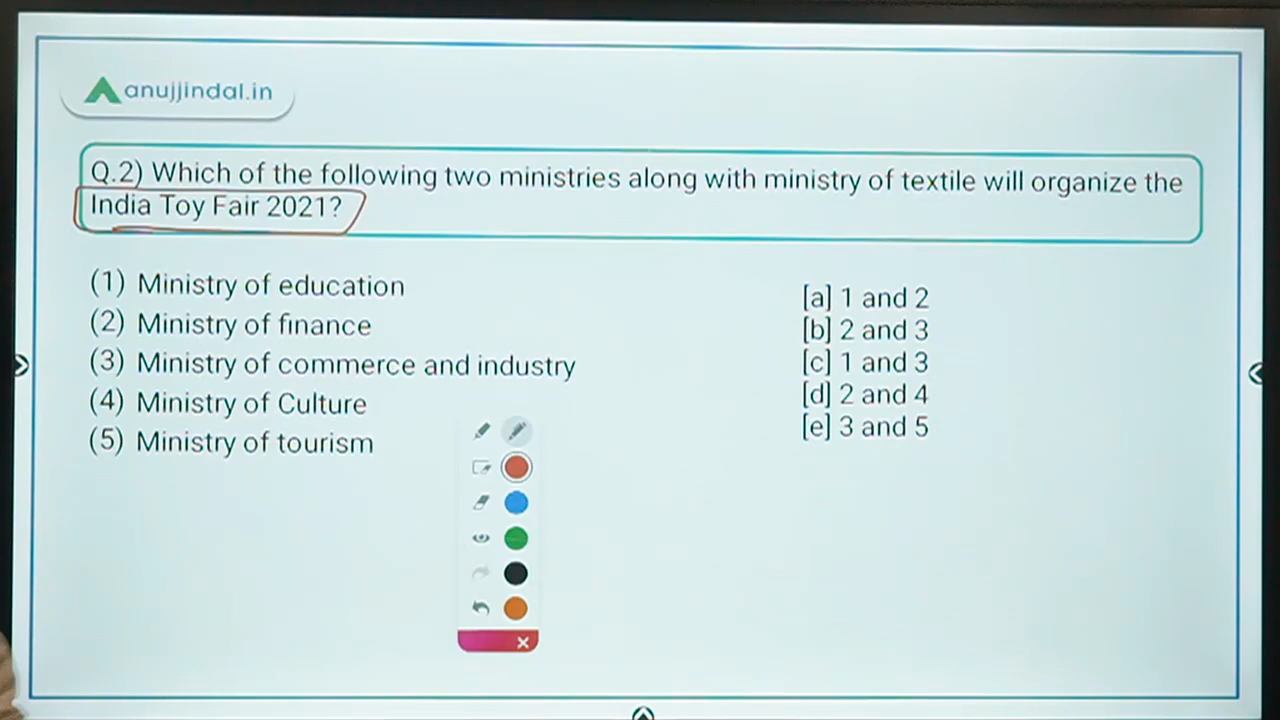 anujjindal.in
Q.2) Which of the following two ministries along with ministry of textile will organize the
India Toy Fair 2021?
(1) Ministry of education
(2) Ministry of finance
(3) Ministry of commerce and industry
(4) Ministry of Culture
(5) Ministry of tourism
[a] 1 and 2
[b] 2 and 3
[c] 1 and 3
[d] 2 and 4
[e] 3 and 5